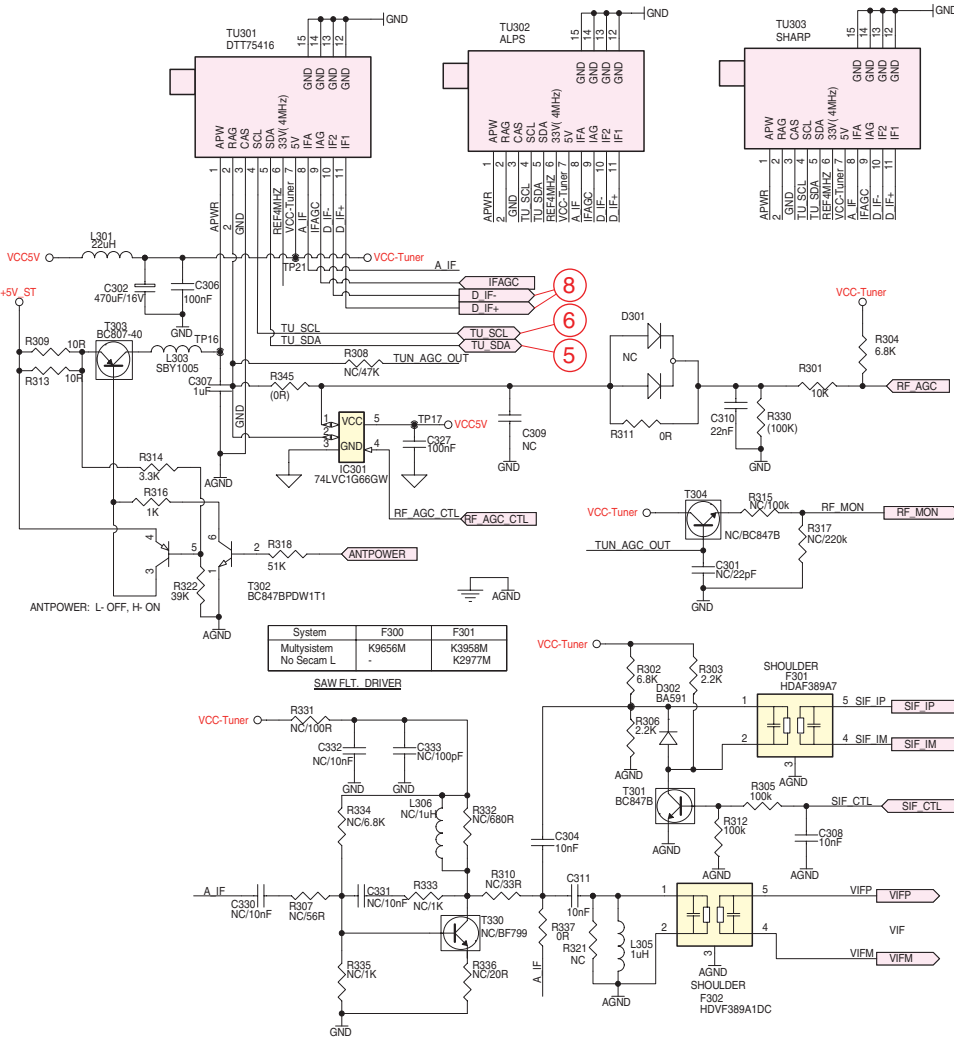 TU301
DTT75416
GND
15 14 13 12
GND GND GND GND
APW RAG CAS SCL SDA 33V( 4MHz) 5V IFA IAG IF2 IF1
1 2 3 4 5 6 7 8 9 10 11
APWR GND REF4MHZ VCC-Tuner A_IF IFAGC D_IF- D_IF+
TU302
ALPS
GND
15 14 13 12
GND GND GND GND
APW RAG CAS SCL SDA 33V( 4MHz) 5V IFA IAG IF2 IF1
1 2 3 4 5 6 7 8 9 10 11
APWR GND TU_SCL TU_SDA REF4MHZ VCC-Tuner A_IF IFAGC D_IF- D_IF+
TU303
SHARP
GND
15 14 13 12
GND GND GND GND
APW RAG CAS SCL SDA 33V( 4MHz) 5V IFA IAG IF2 IF1
1 2 3 4 5 6 7 8 9 10 11
APWR GND TU_SCL TU_SDA REF4MHZ VCC-Tuner A_IF IFAGC D_IF- D_IF+
L301
22uH
VCC5V
VCC-Tuner
TP21
C302
470uF/16V
C306
100nF
GND
A_IF
IFAGC
D_IF-
D_IF+
8
TU_SCL
TU_SCL
6
TU_SDA
TU_SDA
5
+5V_ST
T303
BC807-40
R309
10R
R313
10R
L303
SBY1005
TP16
C307
1uF
GND
AGND
R308
NC/47K
TUN_AGC_OUT
R345
(0R)
1 VCC 5
2
3 GND 4
IC301
74LVC1G66GW
TP17
VCC5V
C327
100nF
RF_AGC_CTL
RF_AGC_CTL
C309
NC
GND
D301
NC
R311
0R
C310
22nF
R330
(100K)
GND
R301
10K
VCC-Tuner
R304
6.8K
RF_AGC
R314
3.3K
R316
1K
4
3
5
6
1
2
R318
51K
ANTPOWER
R322
39K
T302
BC847BPDW1T1
AGND
ANTPOWER: L- OFF, H- ON
AGND
VCC-Tuner
T304
NC/BC847B
TUN_AGC_OUT
C301
NC/22pF
GND
R315
NC/100k
RF_MON
RF_MON
R317
NC/220k
System F300 F301
Multysistem K9656M K3958M
No Secam L - K2977M
SAW FLT. DRIVER
VCC-Tuner
R331
NC/100R
C332
NC/10nF
GND
C333
NC/100pF
GND
R334
NC/6.8K
L306
NC/1uH
R332
NC/680R
A_IF
C330
NC/10nF
R307
NC/56R
C331
NC/10nF
R333
NC/1K
R310
NC/33R
T330
NC/BF799
R335
NC/1K
R336
NC/20R
GND
VCC-Tuner
R302
6.8K
R303
2.2K
D302
BA591
R306
2.2K
AGND
T301
BC847B
AGND
SHOULDER
F301
HDAF389A7
1
2
3
5
4
SIF_IP
SIF_IP
SIF_IM
SIF_IM
AGND
R305
100k
R312
100k
AGND
SIF_CTL
SIF_CTL
C308
10nF
AGND
C304
10nF
C311
10nF
R337
0R
A_IF
R321
NC
L305
1uH
AGND
1
2
3
5
4
AGND
SHOULDER
F302
HDVF389A1DC
VIFP
VIFP
VIF
VIFM
VIFM